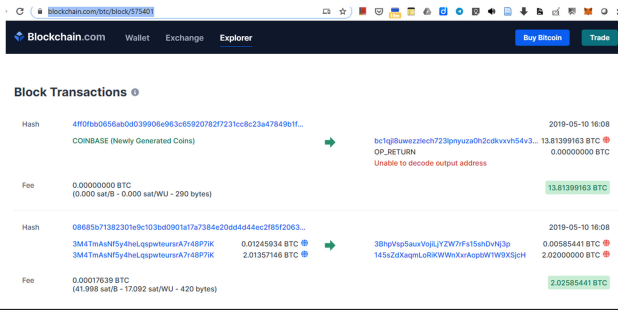 blockchain.com/btc/block/575401
Blockchain.com Wallet Exchange Explorer Buy Bitcoin Trade
Block Transactions
Hash 4ff0fbb0656ab0d039906e963c65920782f7231cc8c23a47849b1f... 2019-05-10 16:08
COINBASE (Newly Generated Coins) bc1qjl8uwezzlech723lpnyuza0h2cdkvxvh54v3... 13.81399163 BTC
OP_RETURN 0.00000000 BTC
Unable to decode output address
Fee 0.00000000 BTC 13.81399163 BTC
(0.000 sat/B - 0.000 sat/WU - 290 bytes)
Hash 08685b71382301e9c103bd0901a17a7384e20dd4d44ec2f85f2063... 2019-05-10 16:08
3M4TmAsNf5y4heLqspwteursrA7r48P7iK 0.01245934 BTC 3BhpVsp5auxVojiLjYZW7rFs15shDvNj3p 0.00585441 BTC
3M4TmAsNf5y4heLqspwteursrA7r48P7iK 2.01357146 BTC 145sZdXaqmLoRiKWWnXxrAopbW1W9XSjcH 2.02000000 BTC
Fee 0.00017639 BTC 2.02585441 BTC
(41.998 sat/B - 17.092 sat/WU - 420 bytes)